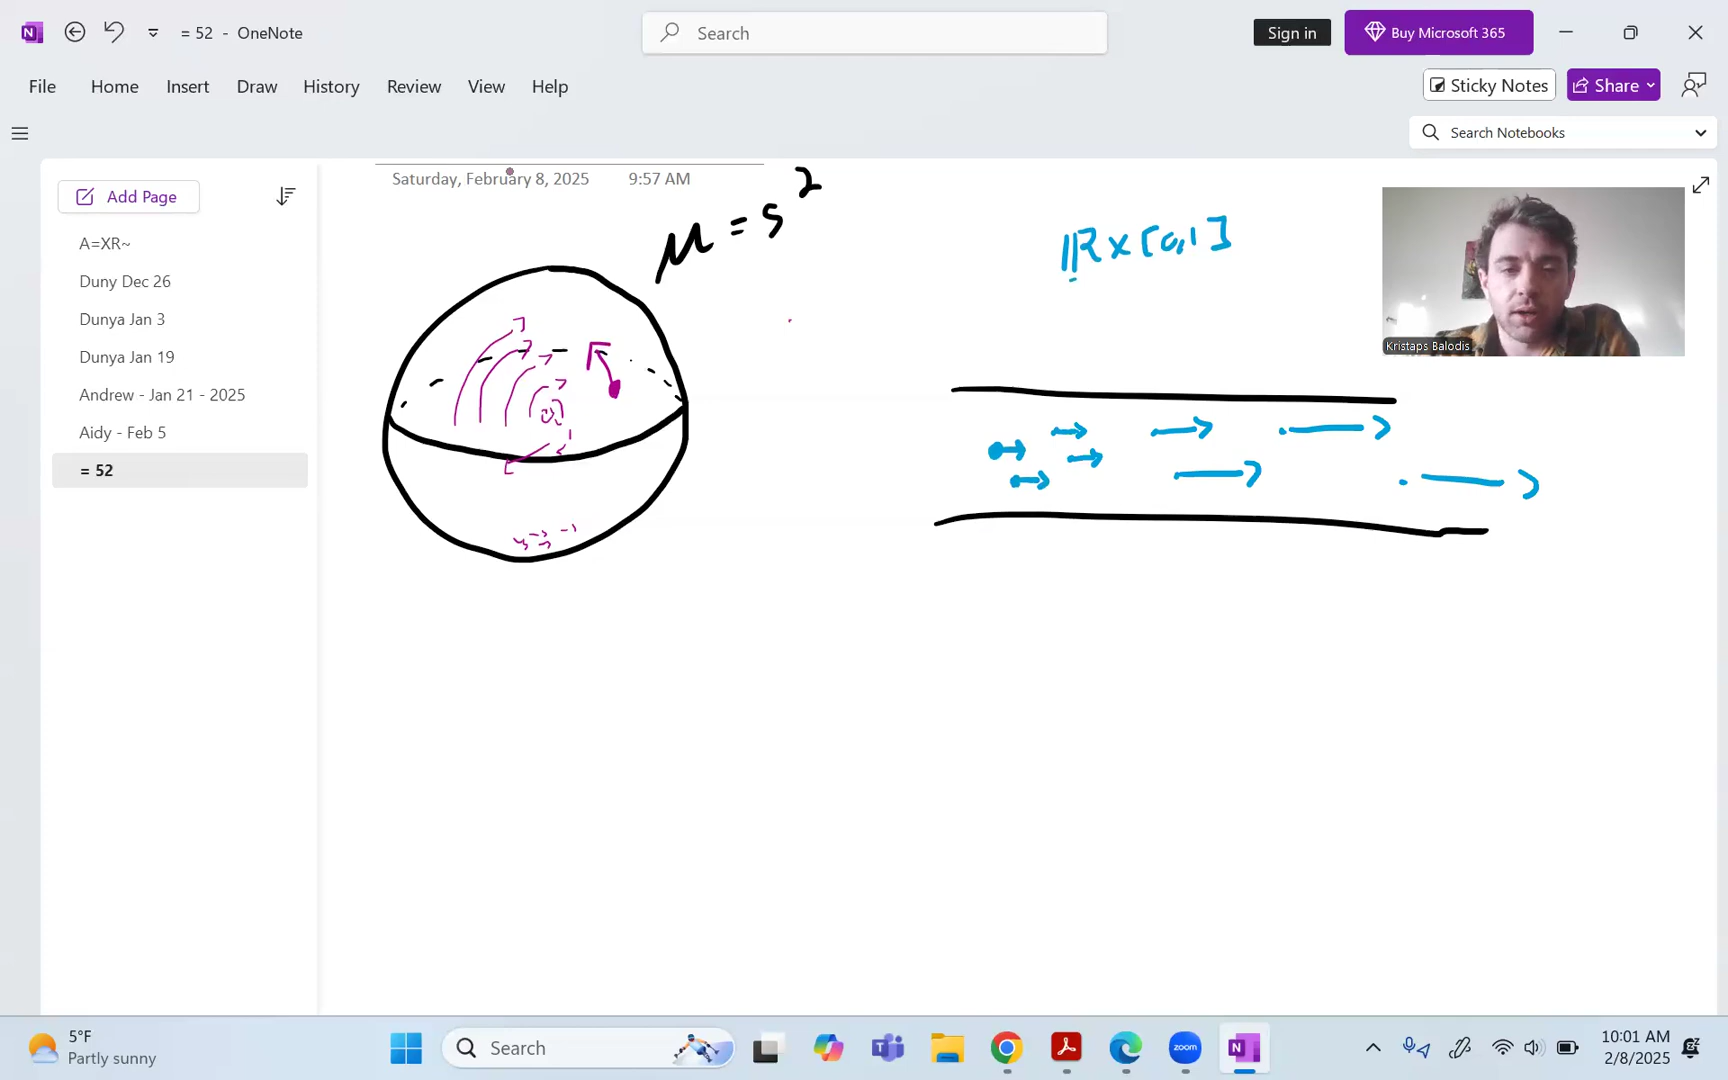 = 52 - OneNote
Search
Sign in
Buy Microsoft 365
File Home Insert Draw History Review View Help
Sticky Notes
Share
Search Notebooks
Add Page
A=XR~
Duny Dec 26
Dunya Jan 3
Dunya Jan 19
Andrew - Jan 21 - 2025
Aidy - Feb 5
= 52
Saturday, February 8, 2025 9:57 AM
M = S²
ℝ x [0,1]
Kristaps Balodis
5°F
Partly sunny
Search
zoom
10:01 AM
2/8/2025